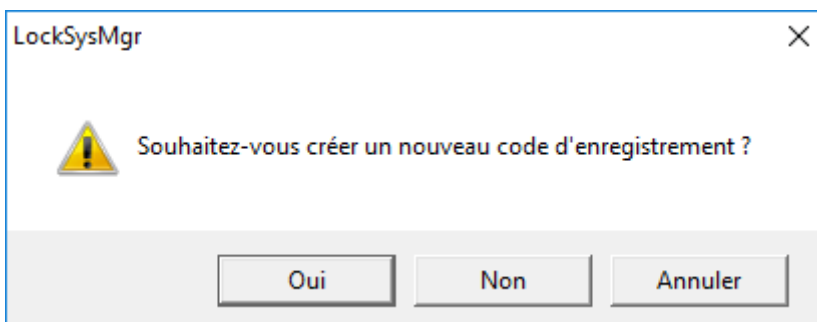 LockSysMgr
Souhaitez-vous créer un nouveau code d'enregistrement ?
Oui Non Annuler